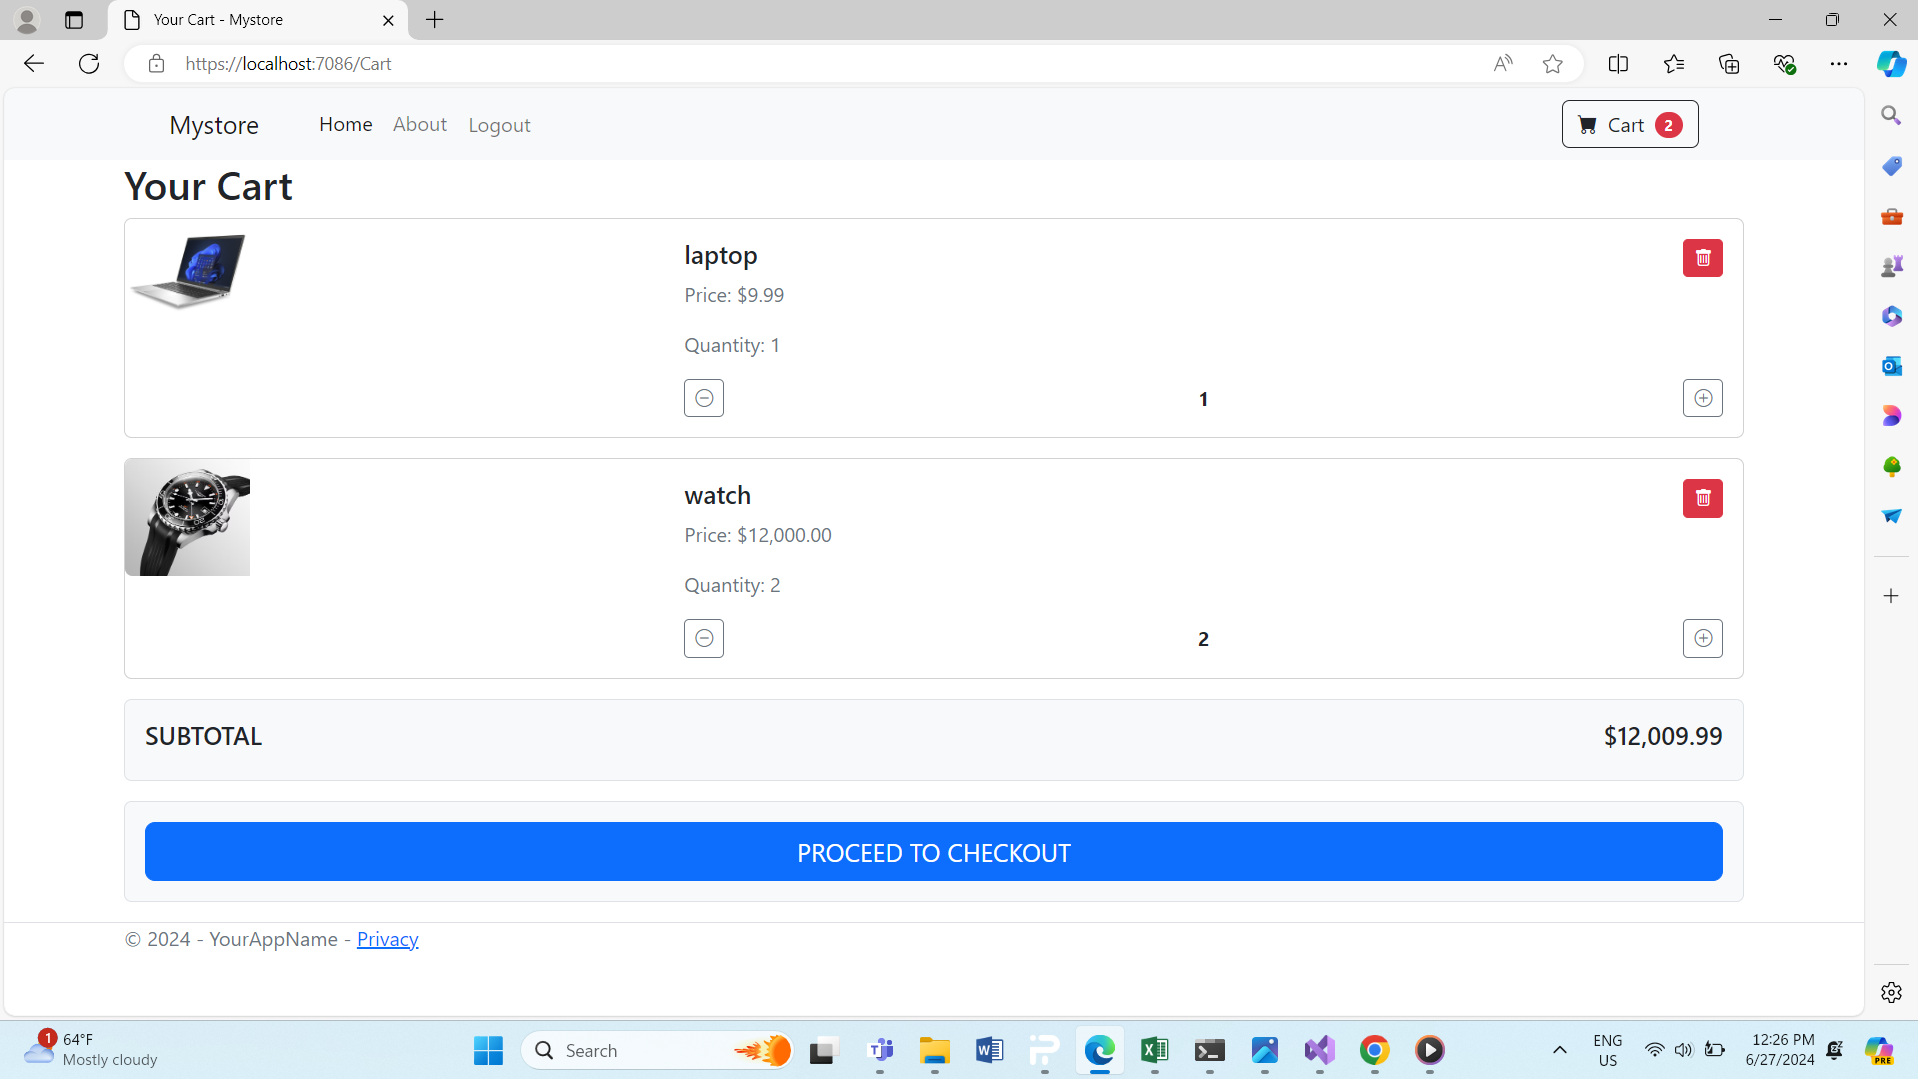 Your Cart - Mystore
https://localhost:7086/Cart
Mystore Home About Logout Cart 2
Your Cart
laptop
Price: $9.99
Quantity: 1
1
watch
Price: $12,000.00
Quantity: 2
2
SUBTOTAL $12,009.99
PROCEED TO CHECKOUT
© 2024 - YourAppName - Privacy
1
64°F
Mostly cloudy
Search
ENG
US
12:26 PM
6/27/2024
PRE